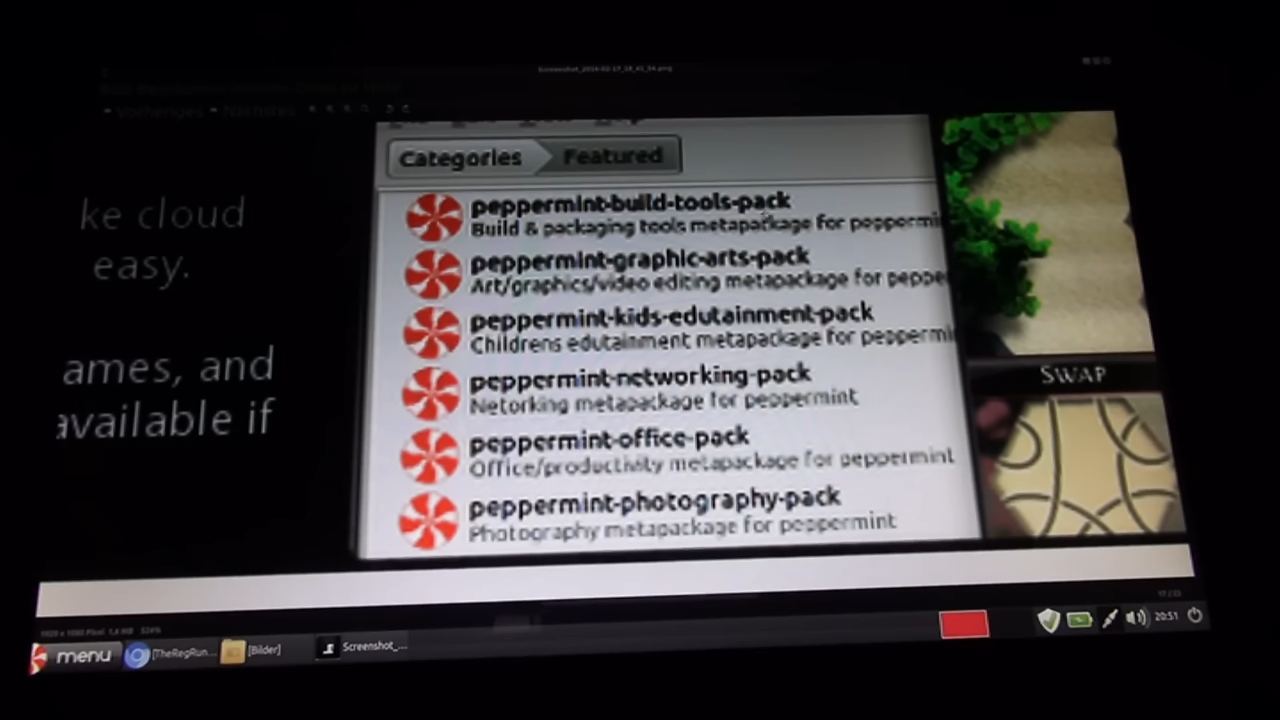 Vorheriges Nächstes
ke cloud
easy.
ames, and
available if
Categories Featured
peppermint-build-tools-pack
Build & packaging tools metapackage for peppermi
peppermint-graphic-arts-pack
Art/graphics/video editing metapackage for peppe
peppermint-kids-edutainment-pack
Childrens edutainment metapackage for peppermi
peppermint-networking-pack
Netorking metapackage for peppermint
peppermint-office-pack
Office/productivity metapackage for peppermint
peppermint-photography-pack
Photography metapackage for peppermint
SWAP
menu [TheRegRun... [Bilder] Screenshot_... 20:51